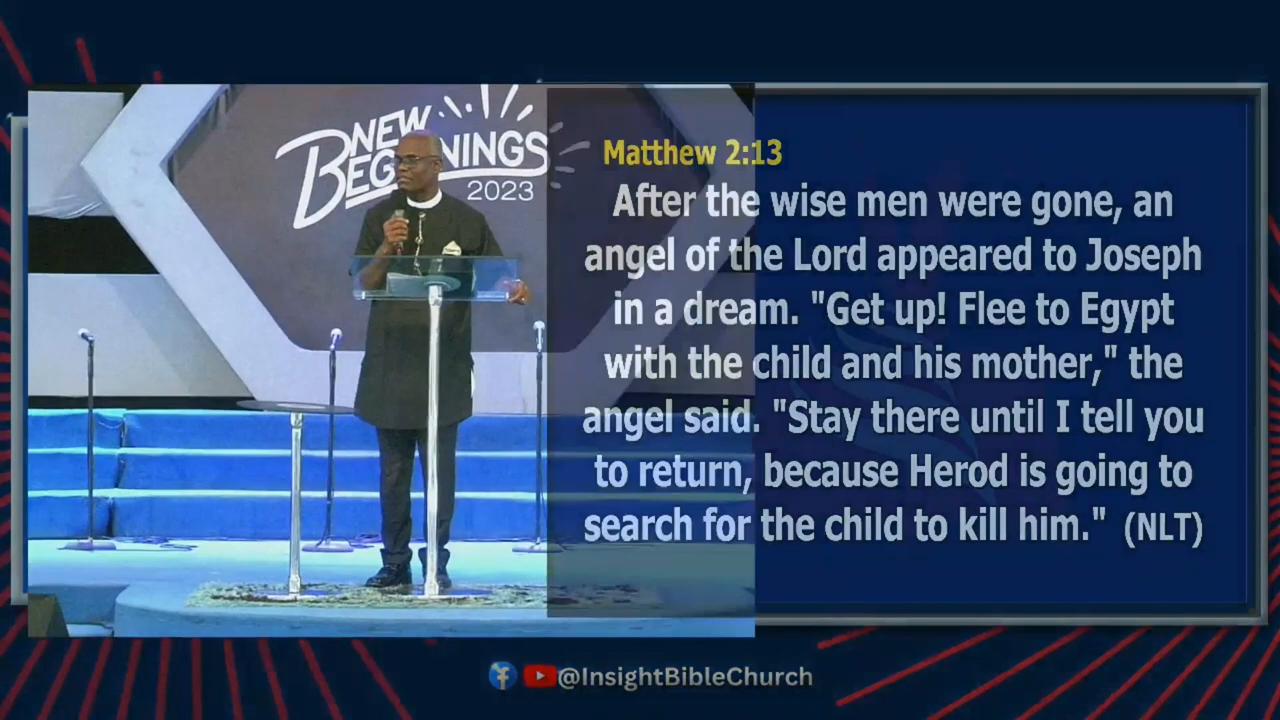 NEW
BEG NINGS
2023
Matthew 2:13
After the wise men were gone, an
angel of the Lord appeared to Joseph
in a dream. "Get up! Flee to Egypt
with the child and his mother," the
angel said. "Stay there until I tell you
to return, because Herod is going to
search for the child to kill him." (NLT)
@InsightBibleChurch